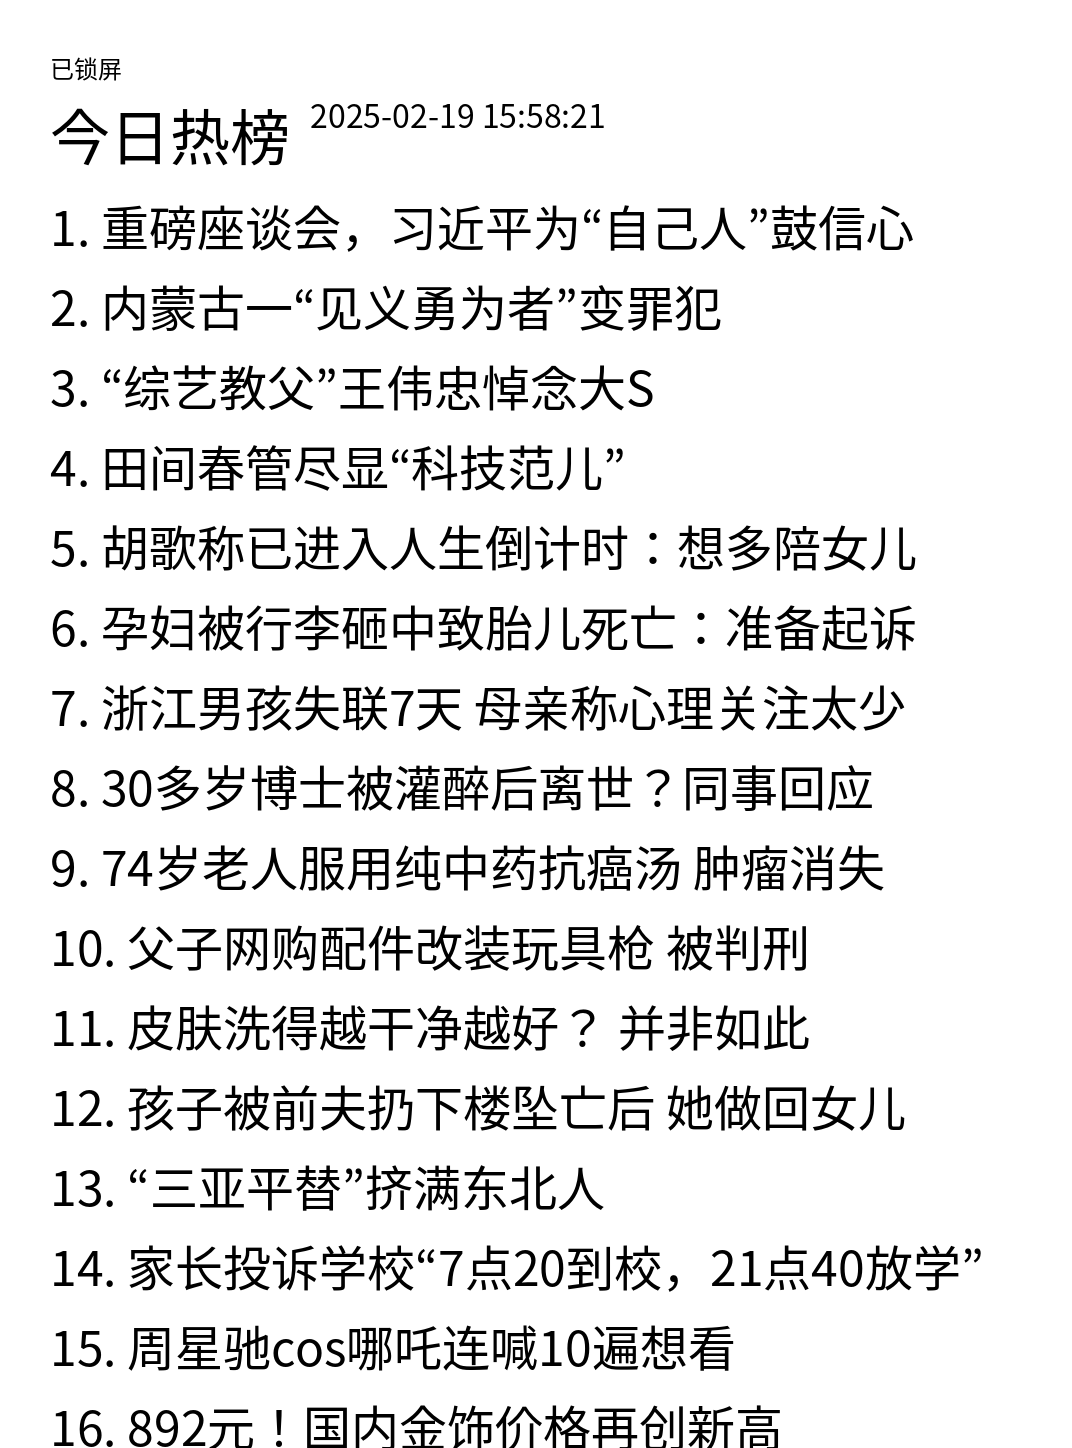 已锁屏
今日热榜 2025-02-19 15:58:21
1. 重磅座谈会，习近平为“自己人”鼓信心
2. 内蒙古一“见义勇为者”变罪犯
3. “综艺教父”王伟忠悼念大S
4. 田间春管尽显“科技范儿”
5. 胡歌称已进入人生倒计时：想多陪女儿
6. 孕妇被行李砸中致胎儿死亡：准备起诉
7. 浙江男孩失联7天 母亲称心理关注太少
8. 30多岁博士被灌醉后离世？同事回应
9. 74岁老人服用纯中药抗癌汤 肿瘤消失
10. 父子网购配件改装玩具枪 被判刑
11. 皮肤洗得越干净越好？ 并非如此
12. 孩子被前夫扔下楼坠亡后 她做回女儿
13. “三亚平替”挤满东北人
14. 家长投诉学校“7点20到校，21点40放学”
15. 周星驰cos哪吒连喊10遍想看
16. 892元！国内金饰价格再创新高